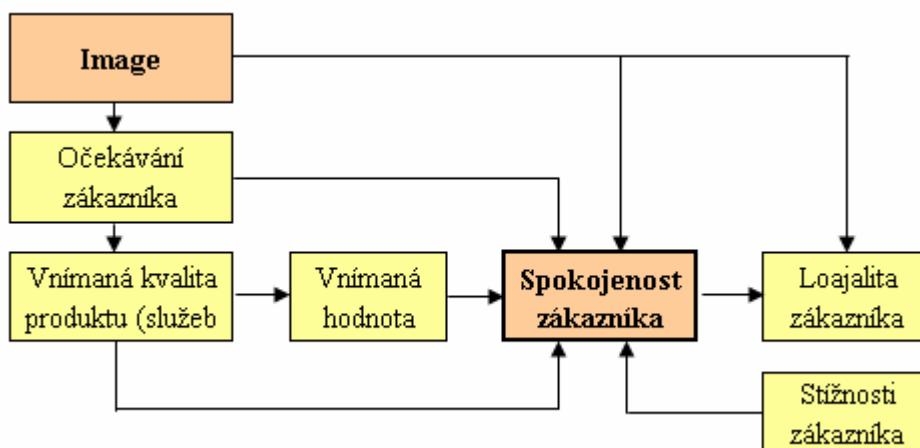 Image
Očekávání
zákazníka
Vnímaná kvalita
produktu (služeb
Vnímaná
hodnota
Spokojenost
zákazníka
Loajalita
zákazníka
Stížnosti
zákazníka